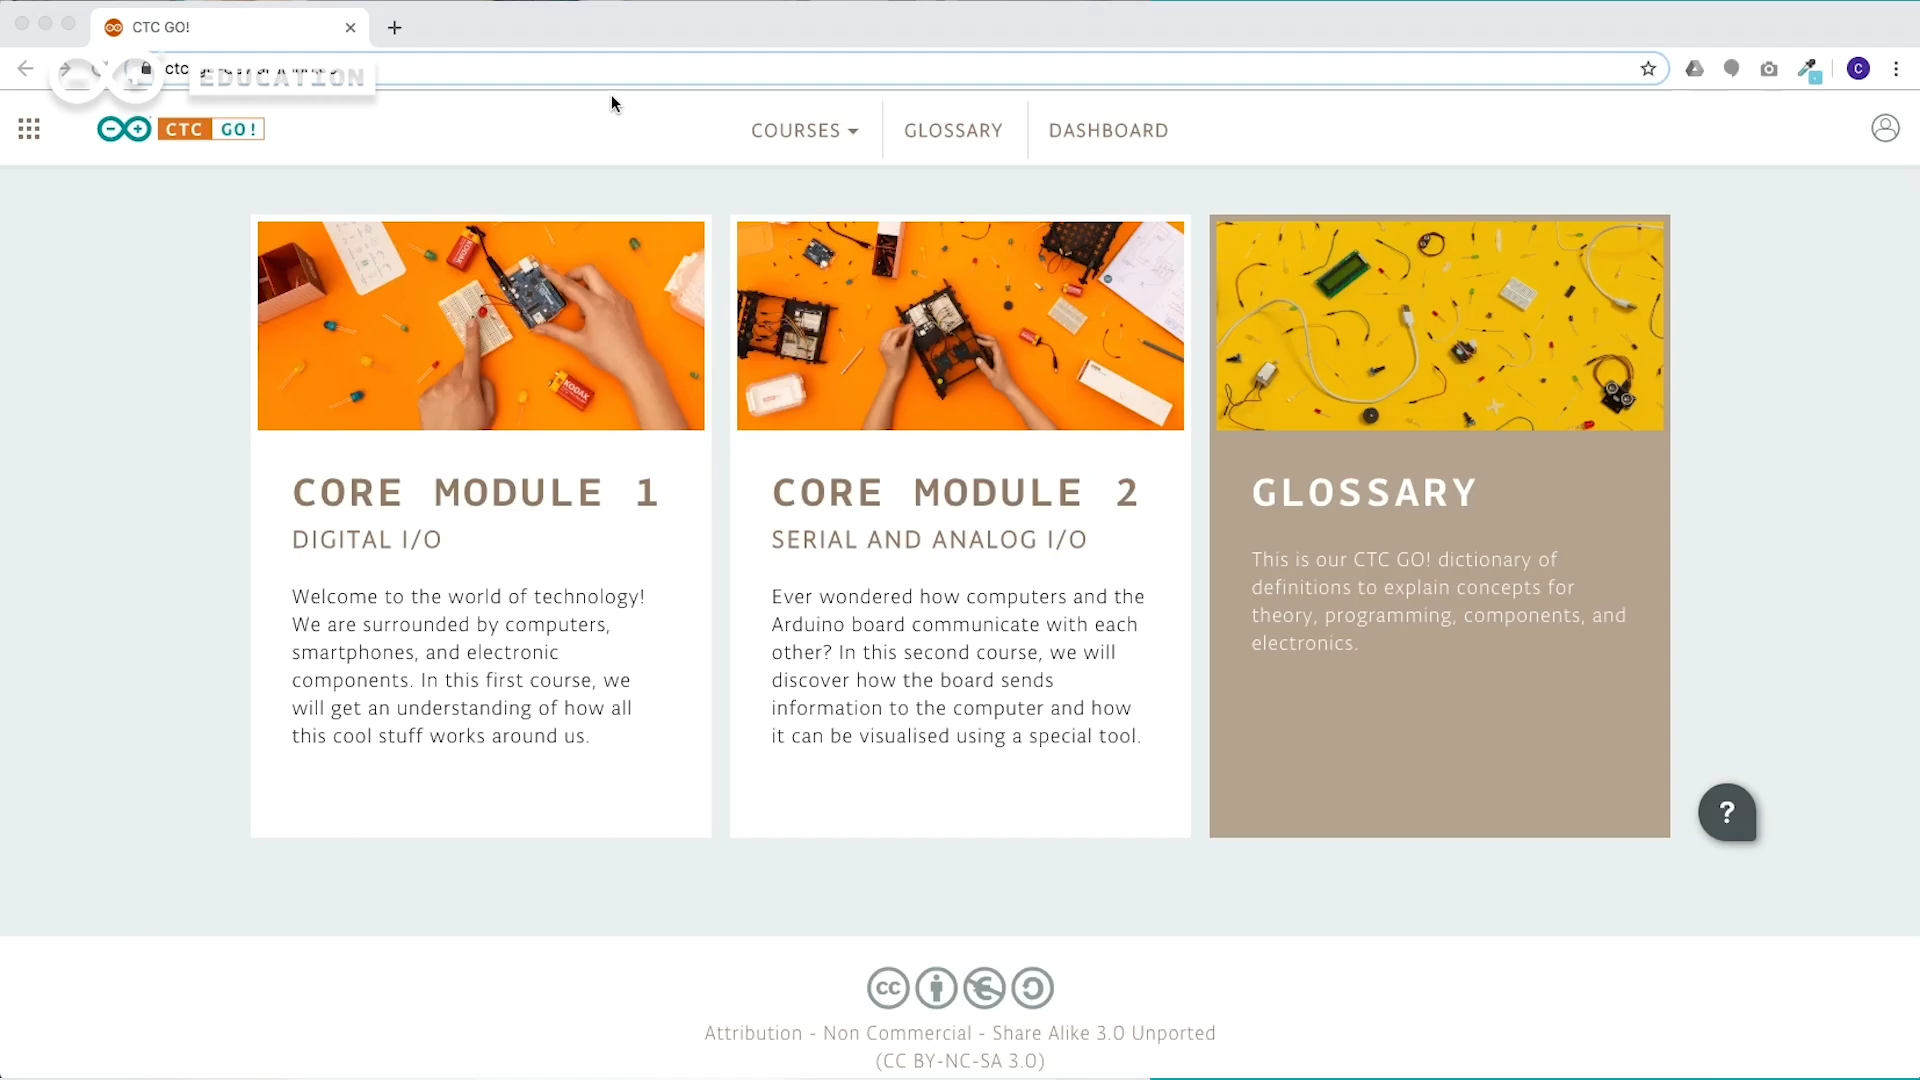 CTC GO!
EDUCATION
CTC GO!
COURSES
GLOSSARY
DASHBOARD
C
KODAK
KODAK
CORE MODULE 1
DIGITAL I/O
Welcome to the world of technology!
We are surrounded by computers,
smartphones, and electronic
components. In this first course, we
will get an understanding of how all
this cool stuff works around us.
CORE MODULE 2
SERIAL AND ANALOG I/O
Ever wondered how computers and the
Arduino board communicate with each
other? In this second course, we will
discover how the board sends
information to the computer and how
it can be visualised using a special tool.
GLOSSARY
This is our CTC GO! dictionary of
definitions to explain concepts for
theory, programming, components, and
electronics.
?
cc
Attribution - Non Commercial - Share Alike 3.0 Unported
(CC BY-NC-SA 3.0)